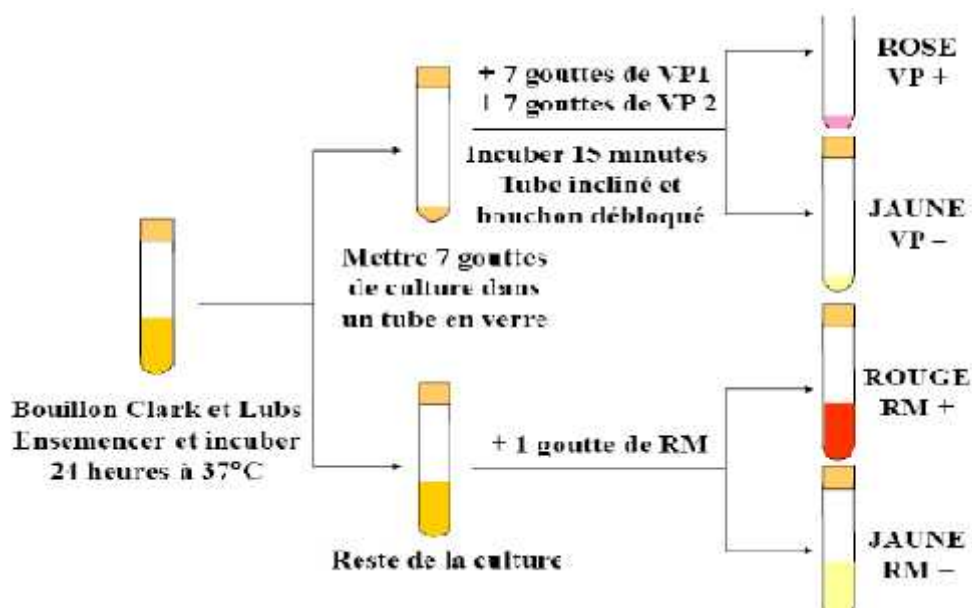 Bouillon Clark et Lubs
Ensemencer et incuber
24 heures à 37°C
Mettre 7 gouttes
de culture dans
un tube en verre
+ 7 gouttes de VP1
+ 7 gouttes de VP 2
Incuber 15 minutes
Tube incliné et
bouchon débloqué
ROSE
VP +
JAUNE
VP –
Reste de la culture
+ 1 goutte de RM
ROUGE
RM +
JAUNE
RM –